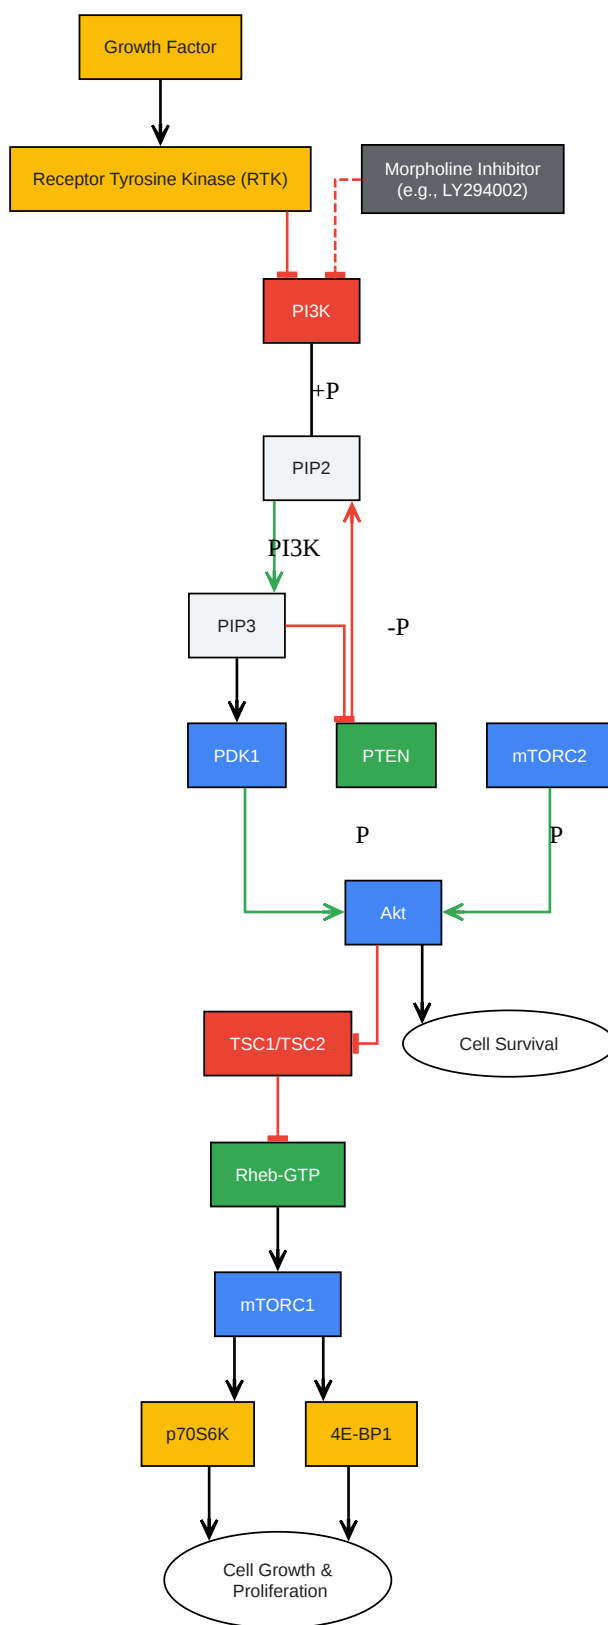 Growth Factor
Receptor Tyrosine Kinase (RTK)
Morpholine Inhibitor
(e.g., LY294002)
PI3K
+P
PIP2
PI3K
PIP3
-P
PDK1
PTEN
mTORC2
P
P
Akt
TSC1/TSC2
Cell Survival
Rheb-GTP
mTORC1
p70S6K
4E-BP1
Cell Growth &
Proliferation